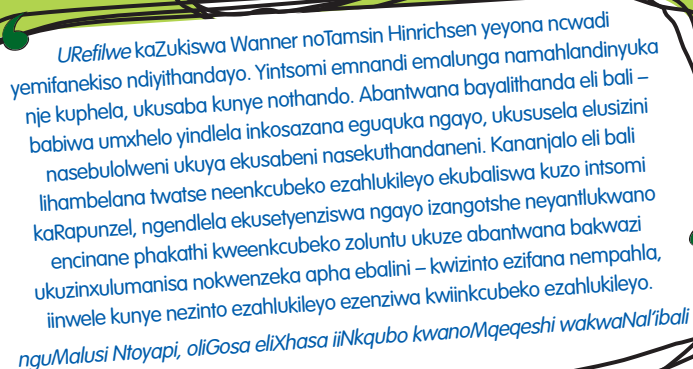 URefilwe kaZukiswa Wanner noTamsin Hinrichsen yeyona ncwadi
yemifanekiso ndiyithandayo. Yintsomi emnandi emalunga namahlandinyuka
nje kuphela, ukusaba kunye nothando. Abantwana bayalithanda eli bali –
babiwa umxhelo yindlela inkosazana eguquka ngayo, ukususela elusizini
nasebulolweni ukuya ekusabeni nasekuthandaneni. Kananjalo eli bali
lihambelana twatse neenkcubeko ezahlukileyo ekubaliswa kuzo intsomi
kaRapunzel, ngendlela ekusetyenziswa ngayo izangotshe neyantlukwano
encinane phakathi kweenkcubeko zoluntu ukuze abantwana bakwazi
ukuzinxulumanisa nokwenzeka apha ebalini – kwizinto ezifana nempahla,
iinwele kunye nezinto ezahlukileyo ezenziwa kwiinkcubeko ezahlukileyo.
nguMalusi Ntoyapi, oliGosa eliXhasa iiNkqubo kwanoMqeqeshi wakwaNal'ibali